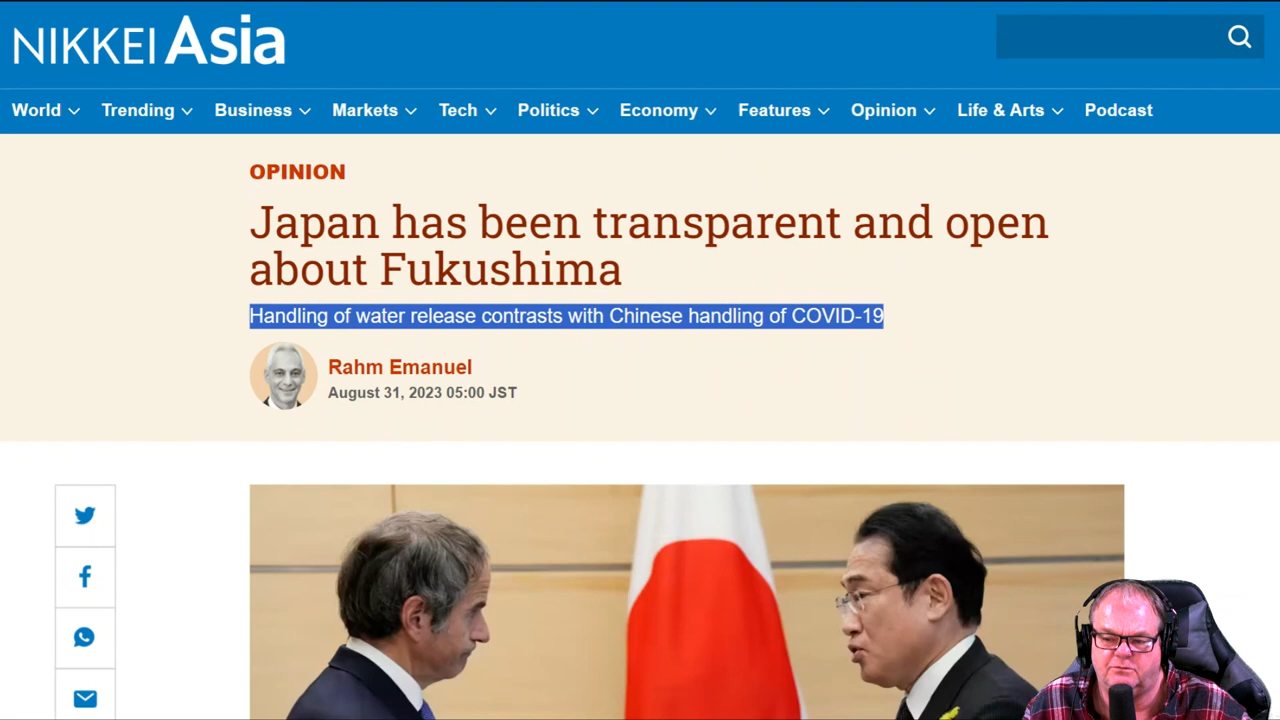 NIKKEI Asia
World Trending Business Markets Tech Politics Economy Features Opinion Life & Arts Podcast
OPINION
Japan has been transparent and open
about Fukushima
Handling of water release contrasts with Chinese handling of COVID-19
Rahm Emanuel
August 31, 2023 05:00 JST